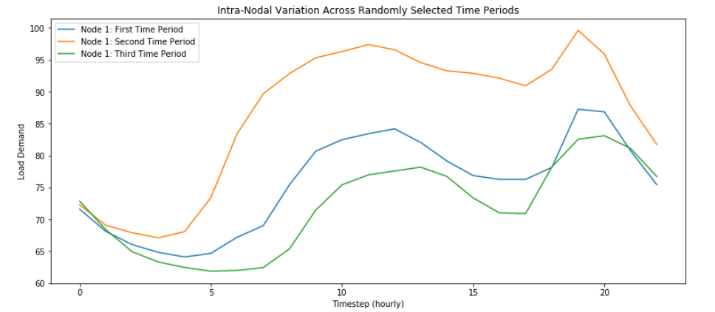 Intra-Nodal Variation Across Randomly Selected Time Periods
Node 1: First Time Period
Node 1: Second Time Period
Node 1: Third Time Period
Load Demand
100
95
90
85
80
75
70
65
60
0
5
10
15
20
Timestep (hourly)